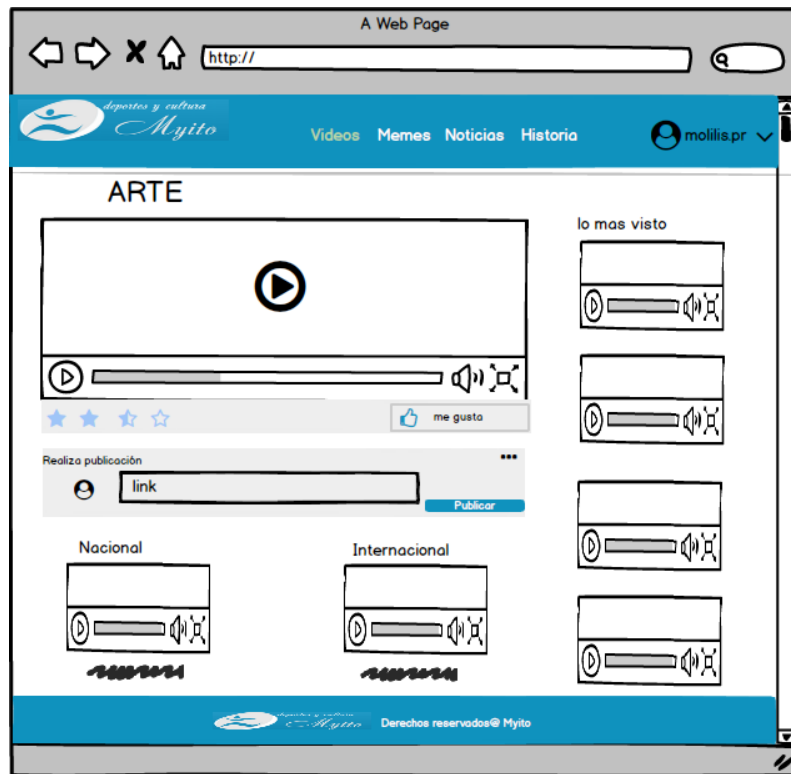 A Web Page
http://
deportes y cultura
Myito
Videos Memes Noticias Historia
molilis.pr
ARTE
lo mas visto
me gusta
Realiza publicaciòn
link
Publicar
Nacional
Internacional
deportes y cultura
Myito
Derechos reservados@ Myito